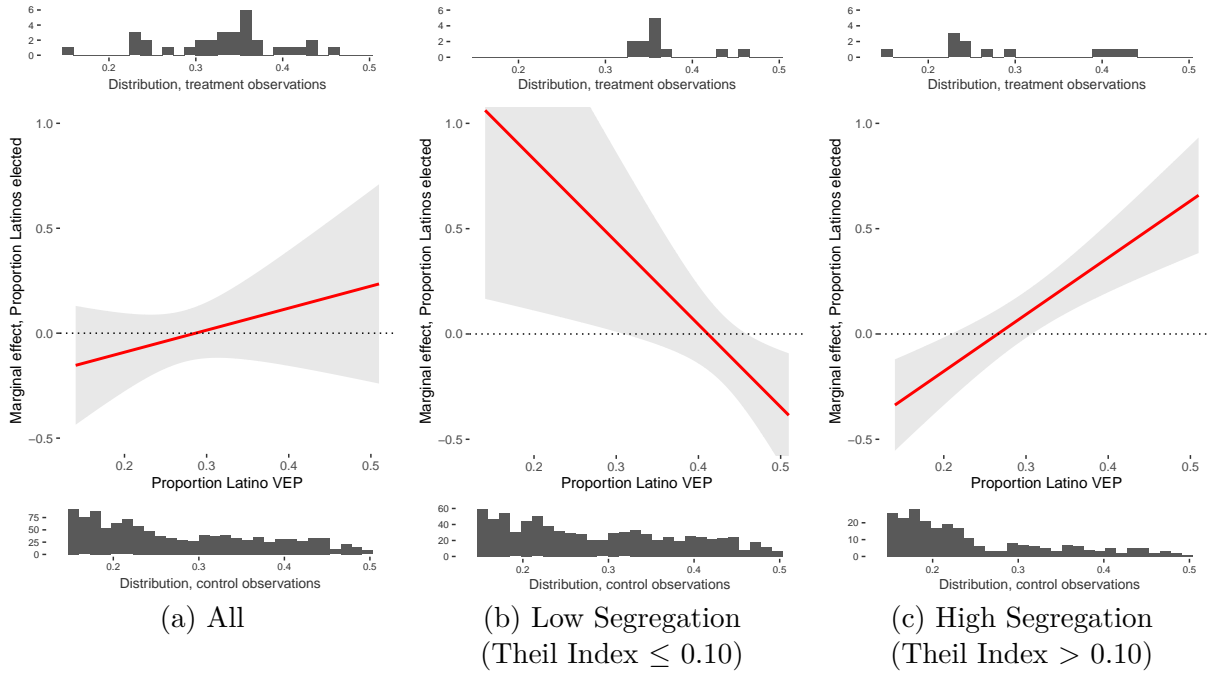 6
4
2
0
0.2 0.3 0.4 0.5
Distribution, treatment observations
Marginal effect, Proportion Latinos elected
1.0
0.5
0.0
−0.5
0.2 0.3 0.4 0.5
Proportion Latino VEP
75
50
25
0
0.2 0.3 0.4 0.5
Distribution, control observations
(a) All
6
4
2
0
0.2 0.3 0.4 0.5
Distribution, treatment observations
Marginal effect, Proportion Latinos elected
1.0
0.5
0.0
−0.5
0.2 0.3 0.4 0.5
Proportion Latino VEP
60
40
20
0
0.2 0.3 0.4 0.5
Distribution, control observations
(b) Low Segregation
(Theil Index ≤ 0.10)
6
4
2
0
0.2 0.3 0.4 0.5
Distribution, treatment observations
Marginal effect, Proportion Latinos elected
1.0
0.5
0.0
−0.5
0.2 0.3 0.4 0.5
Proportion Latino VEP
20
10
0
0.2 0.3 0.4 0.5
Distribution, control observations
(c) High Segregation
(Theil Index > 0.10)